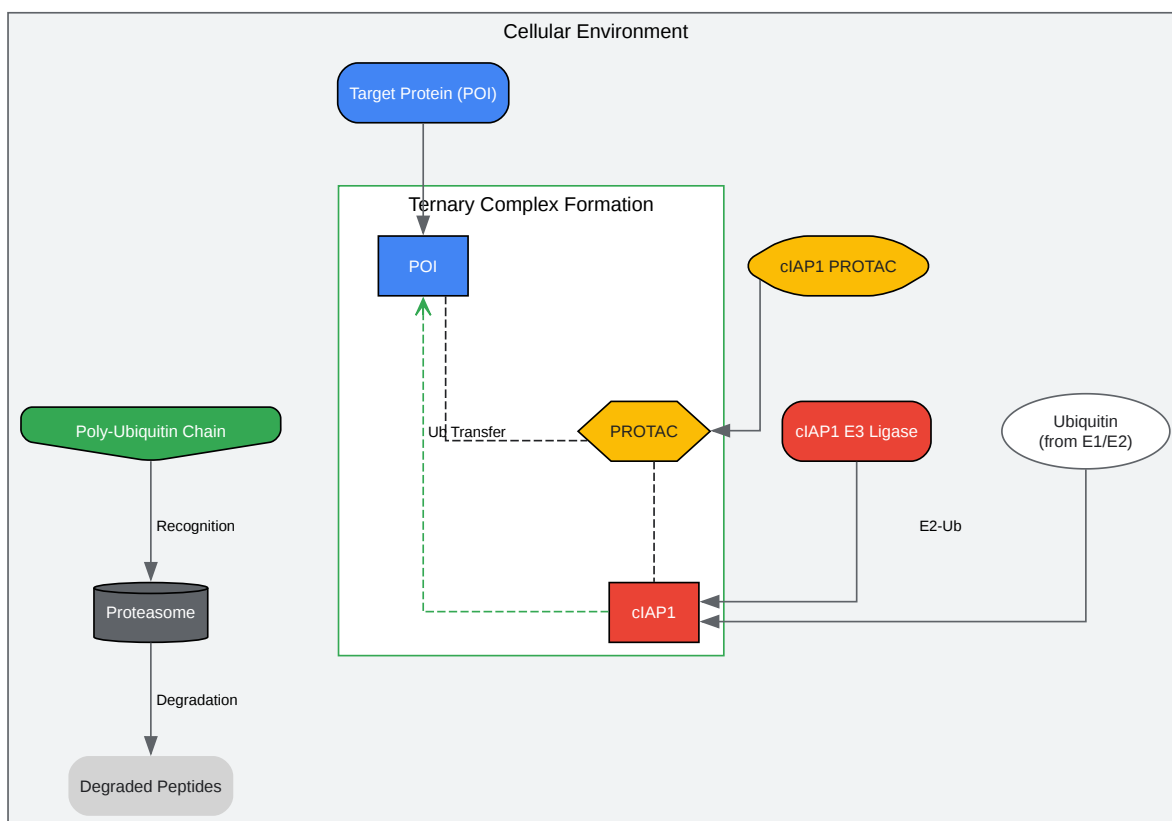 Cellular Environment
Target Protein (POI)
Ternary Complex Formation
POI
cIAP1 PROTAC
Poly-Ubiquitin Chain
Ub Transfer
PROTAC
cIAP1 E3 Ligase
Ubiquitin
(from E1/E2)
Recognition
E2-Ub
Proteasome
cIAP1
Degradation
Degraded Peptides